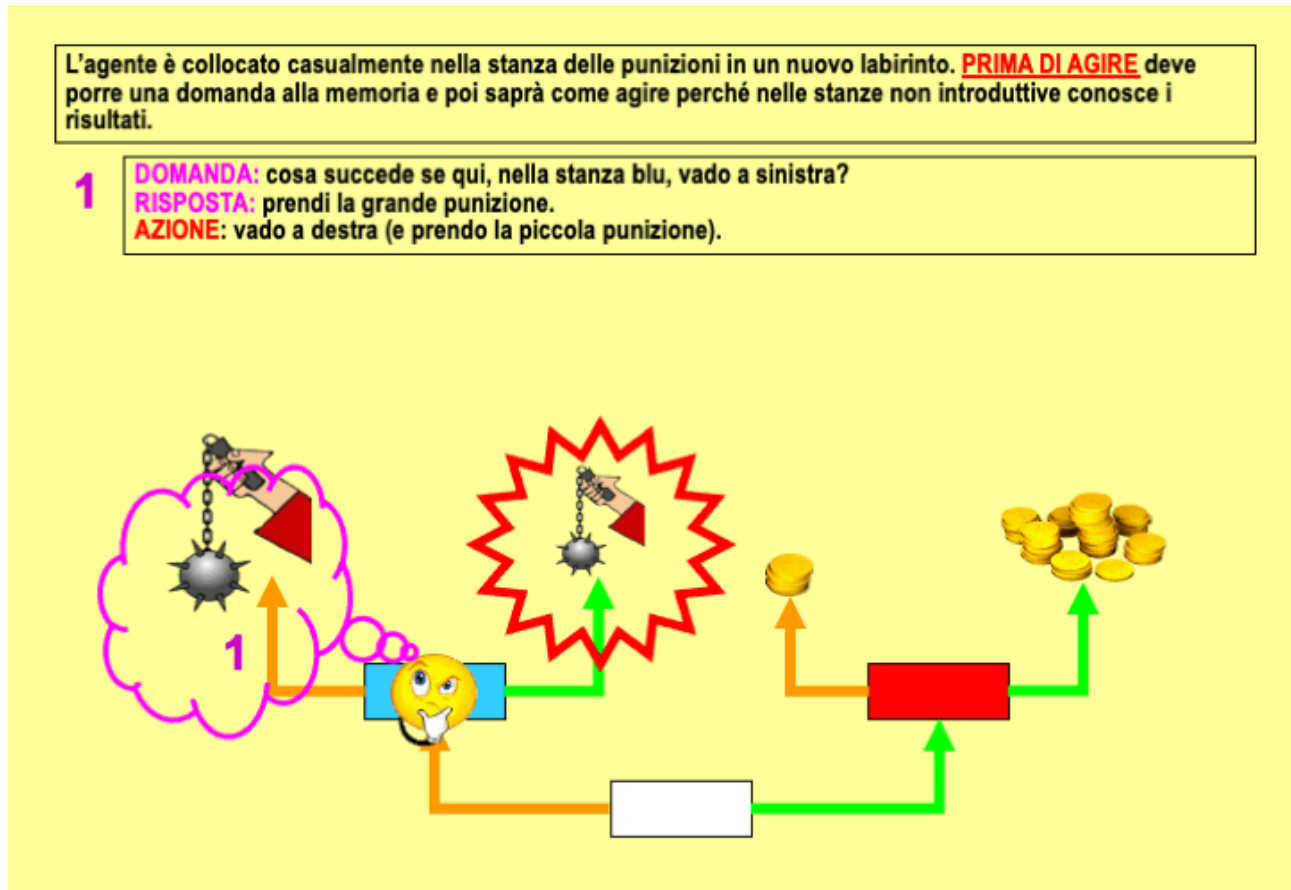 L'agente è collocato casualmente nella stanza delle punizioni in un nuovo labirinto. PRIMA DI AGIRE deve
porre una domanda alla memoria e poi saprà come agire perché nelle stanze non introduttive conosce i
risultati.
1
DOMANDA: cosa succede se qui, nella stanza blu, vado a sinistra?
RISPOSTA: prendi la grande punizione.
AZIONE: vado a destra (e prendo la piccola punizione).
1